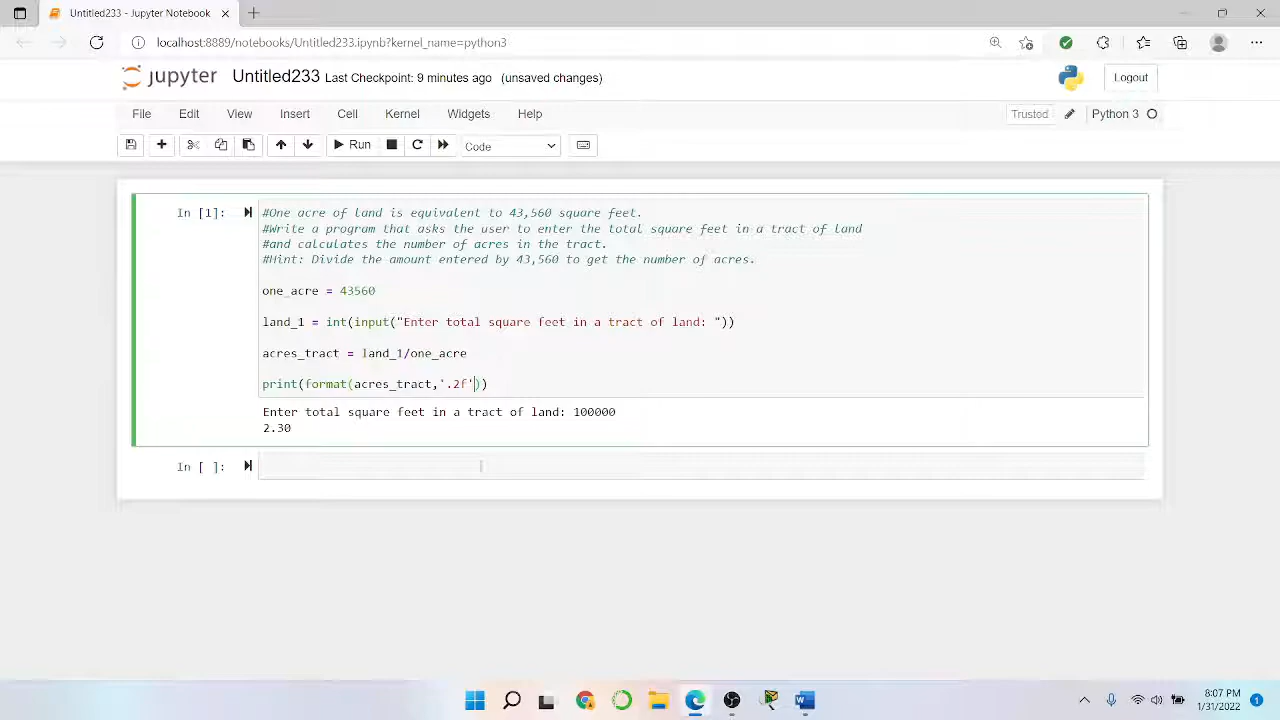 Untitled233 - Jupyter Notebook
localhost:8889/notebooks/Untitled233.ipynb?kernel_name=python3
jupyter Untitled233 Last Checkpoint: 9 minutes ago (unsaved changes) Logout
File Edit View Insert Cell Kernel Widgets Help Trusted Python 3
Run Code
In [1]:
#One acre of land is equivalent to 43,560 square feet.
#Write a program that asks the user to enter the total square feet in a tract of land
#and calculates the number of acres in the tract.
#Hint: Divide the amount entered by 43,560 to get the number of acres.
one_acre = 43560
land_1 = int(input("Enter total square feet in a tract of land: "))
acres_tract = land_1/one_acre
print(format(acres_tract,'.2f'))
Enter total square feet in a tract of land: 100000
2.30
In [ ]:
8:07 PM
1/31/2022
1